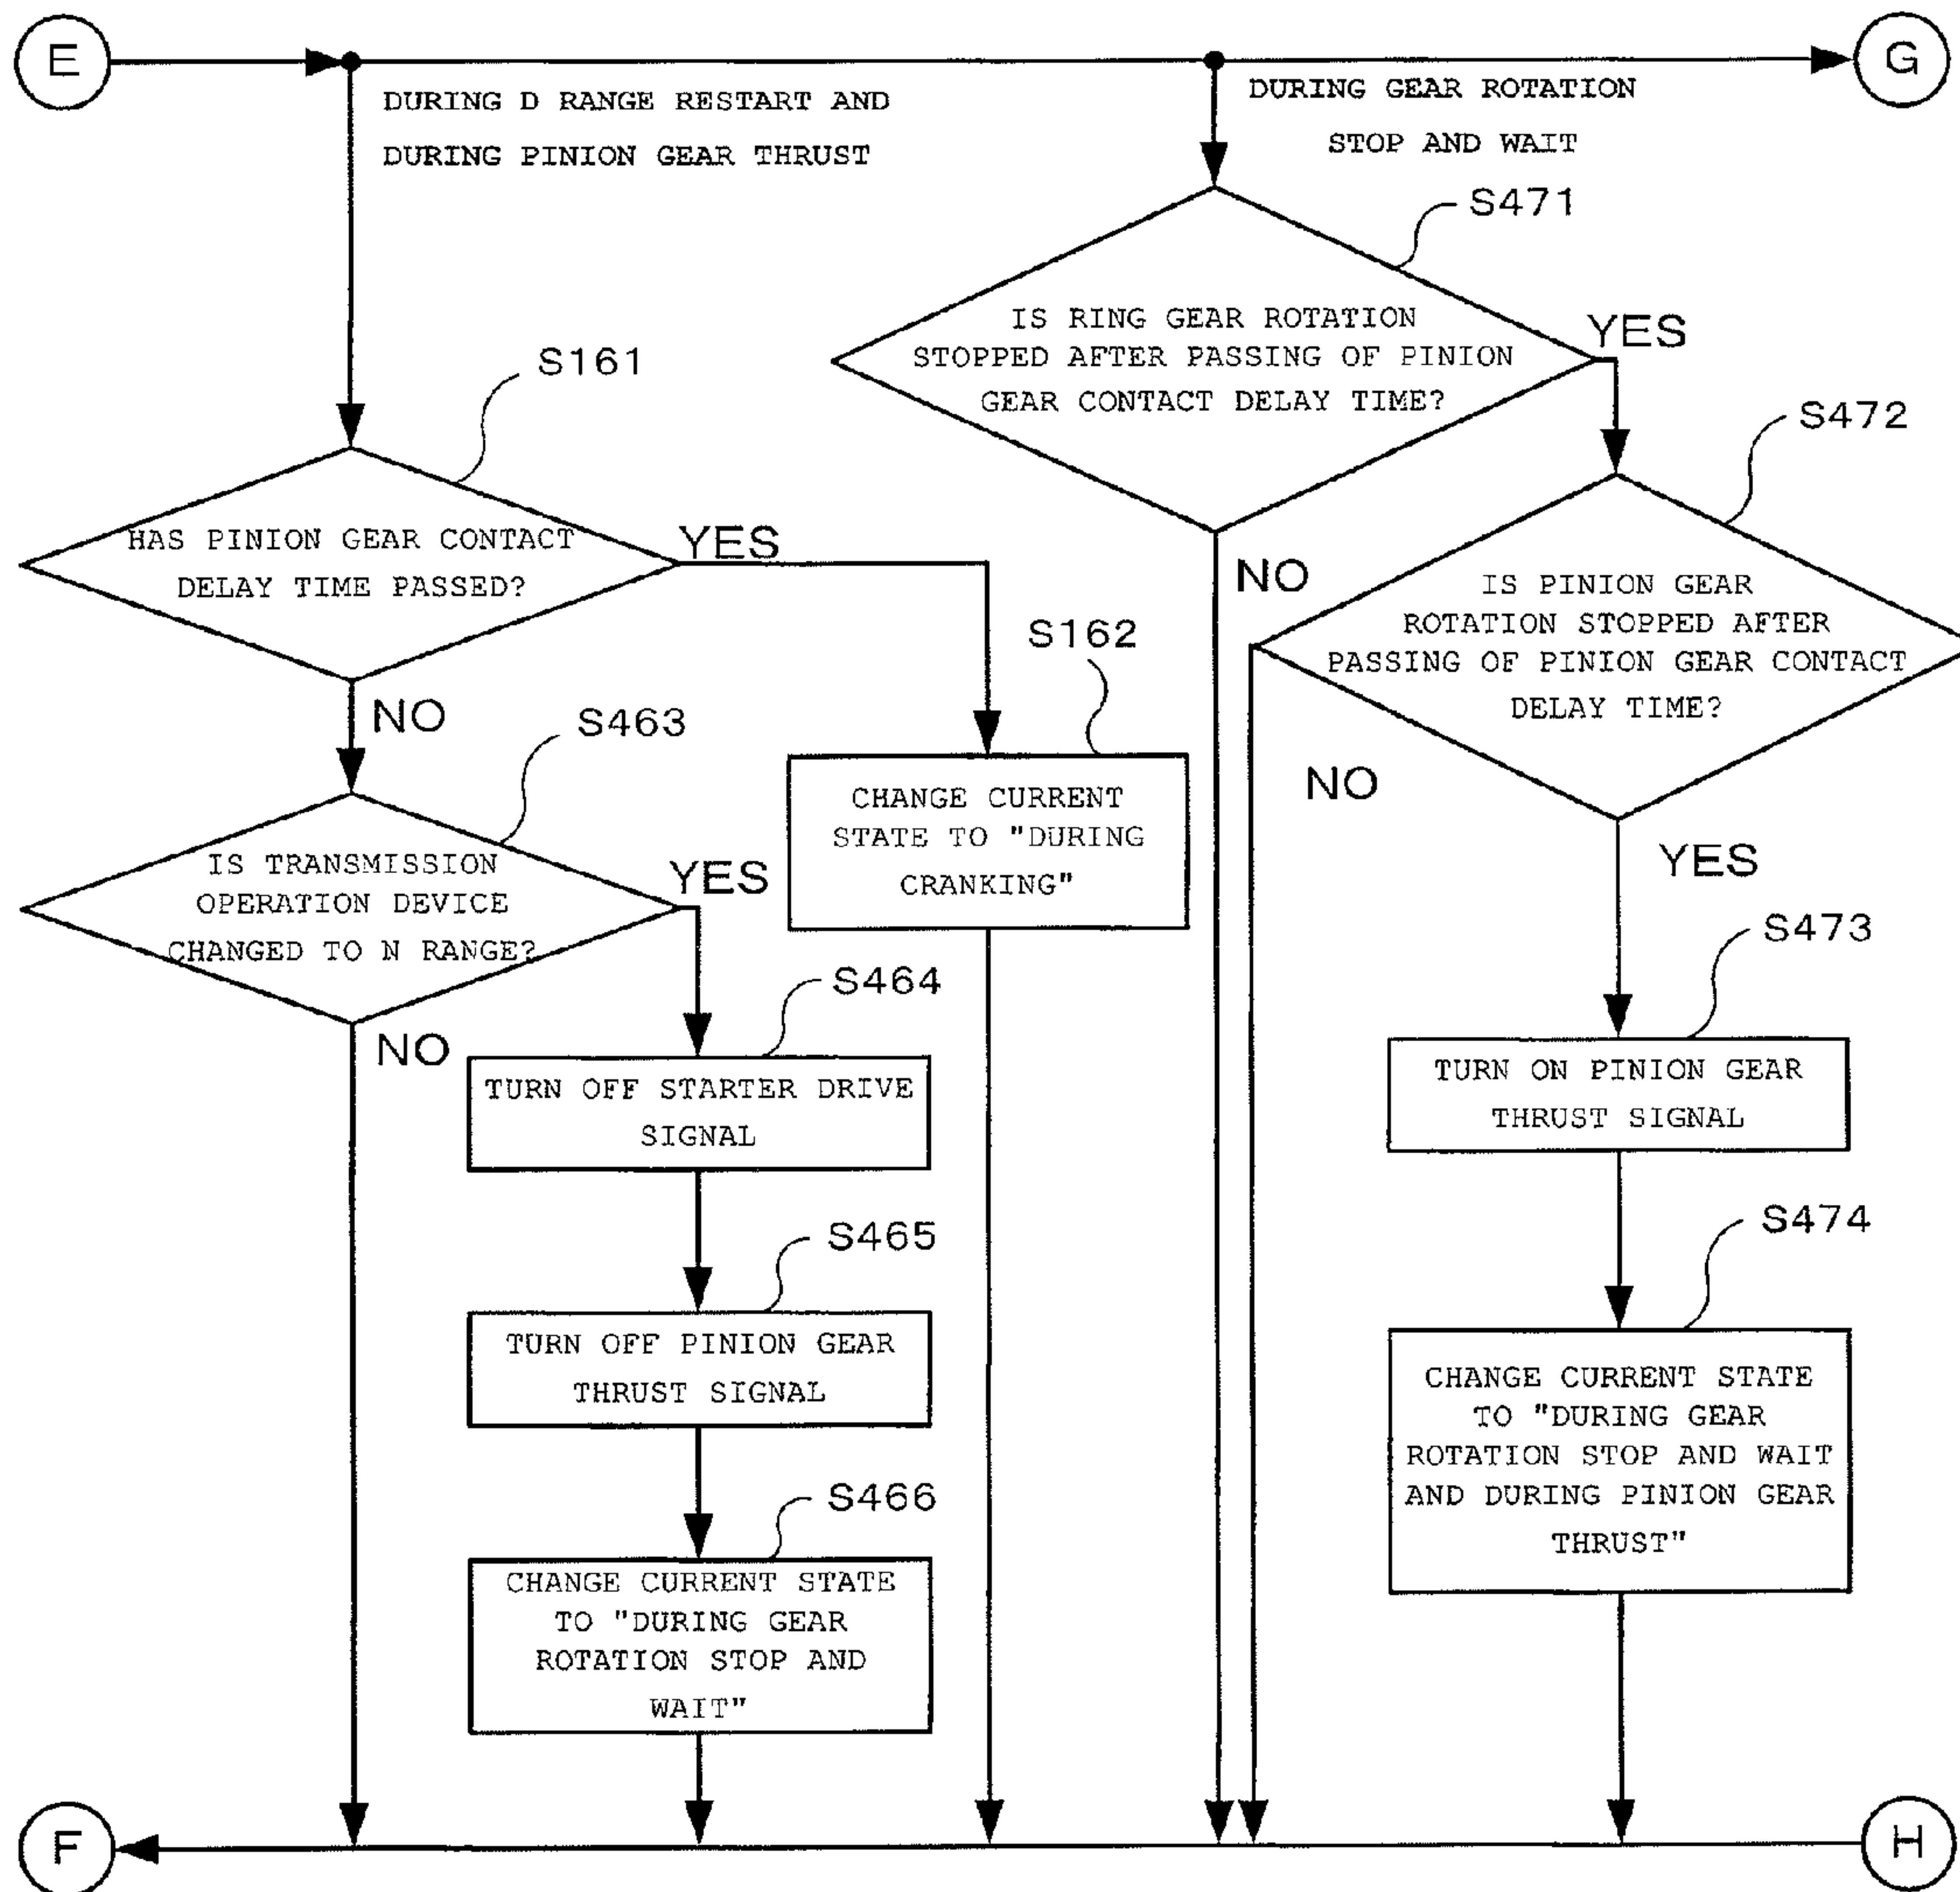 E
G
DURING D RANGE RESTART AND
DURING PINION GEAR THRUST
DURING GEAR ROTATION
STOP AND WAIT
S471
IS RING GEAR ROTATION
STOPPED AFTER PASSING OF PINION
GEAR CONTACT DELAY TIME?
YES
NO
S161
HAS PINION GEAR CONTACT
DELAY TIME PASSED?
YES
NO
S472
IS PINION GEAR
ROTATION STOPPED AFTER
PASSING OF PINION GEAR CONTACT
DELAY TIME?
NO
YES
S162
CHANGE CURRENT
STATE TO "DURING
CRANKING"
S463
IS TRANSMISSION
OPERATION DEVICE
CHANGED TO N RANGE?
YES
NO
S464
TURN OFF STARTER DRIVE
SIGNAL
S473
TURN ON PINION GEAR
THRUST SIGNAL
S465
TURN OFF PINION GEAR
THRUST SIGNAL
S474
CHANGE CURRENT STATE
TO "DURING GEAR
ROTATION STOP AND WAIT
AND DURING PINION GEAR
THRUST"
S466
CHANGE CURRENT STATE
TO "DURING GEAR
ROTATION STOP AND
WAIT"
F
H